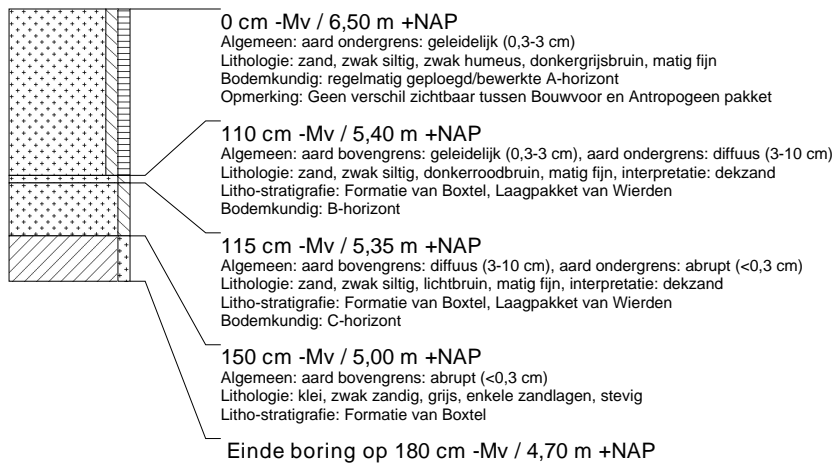 0 cm -Mv / 6,50 m +NAP
Algemeen: aard ondergrens: geleidelijk (0,3-3 cm)
Lithologie: zand, zwak siltig, zwak humeus, donkergrijsbruin, matig fijn
Bodemkundig: regelmatig geploegd/bewerkte A-horizont
Opmerking: Geen verschil zichtbaar tussen Bouwvoor en Antropogeen pakket
110 cm -Mv / 5,40 m +NAP
Algemeen: aard bovengrens: geleidelijk (0,3-3 cm), aard ondergrens: diffuus (3-10 cm)
Lithologie: zand, zwak siltig, donkerroodbruin, matig fijn, interpretatie: dekzand
Litho-stratigrafie: Formatie van Boxtel, Laagpakket van Wierden
Bodemkundig: B-horizont
115 cm -Mv / 5,35 m +NAP
Algemeen: aard bovengrens: diffuus (3-10 cm), aard ondergrens: abrupt (<0,3 cm)
Lithologie: zand, zwak siltig, lichtbruin, matig fijn, interpretatie: dekzand
Litho-stratigrafie: Formatie van Boxtel, Laagpakket van Wierden
Bodemkundig: C-horizont
150 cm -Mv / 5,00 m +NAP
Algemeen: aard bovengrens: abrupt (<0,3 cm)
Lithologie: klei, zwak zandig, grijs, enkele zandlagen, stevig
Litho-stratigrafie: Formatie van Boxtel
Einde boring op 180 cm -Mv / 4,70 m +NAP